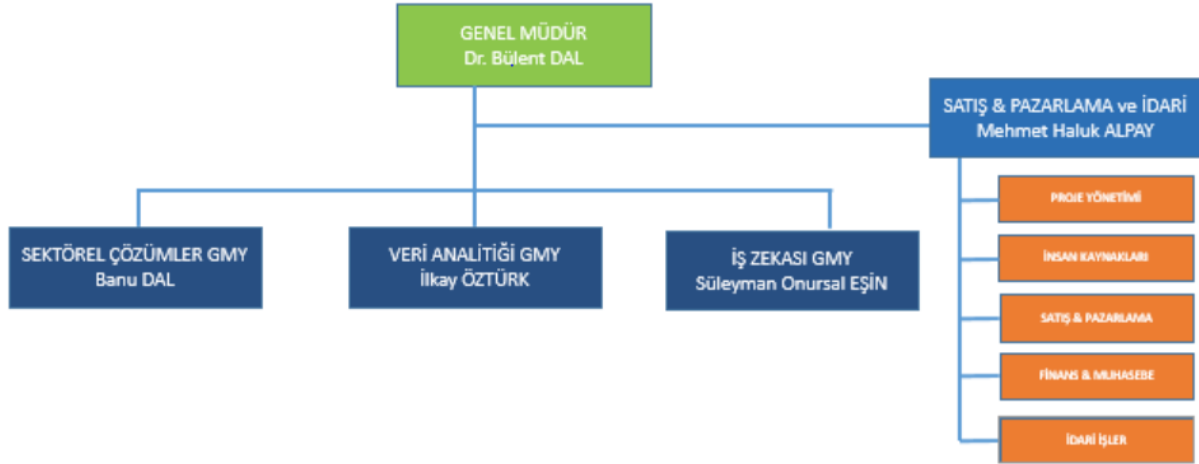 GENEL MÜDÜR
Dr. Bülent DAL
SATIŞ & PAZARLAMA ve İDARİ
Mehmet Haluk ALPAY
PROJE YÖNETİMİ
İNSAN KAYNAKLARI
SATIŞ & PAZARLAMA
FİNANS & MUHASEBE
İDARİ İŞLER
SEKTÖREL ÇÖZÜMLER GMY
Banu DAL
VERİ ANALİTİĞİ GMY
İlkay ÖZTÜRK
İŞ ZEKASI GMY
Süleyman Onursal EŞİN